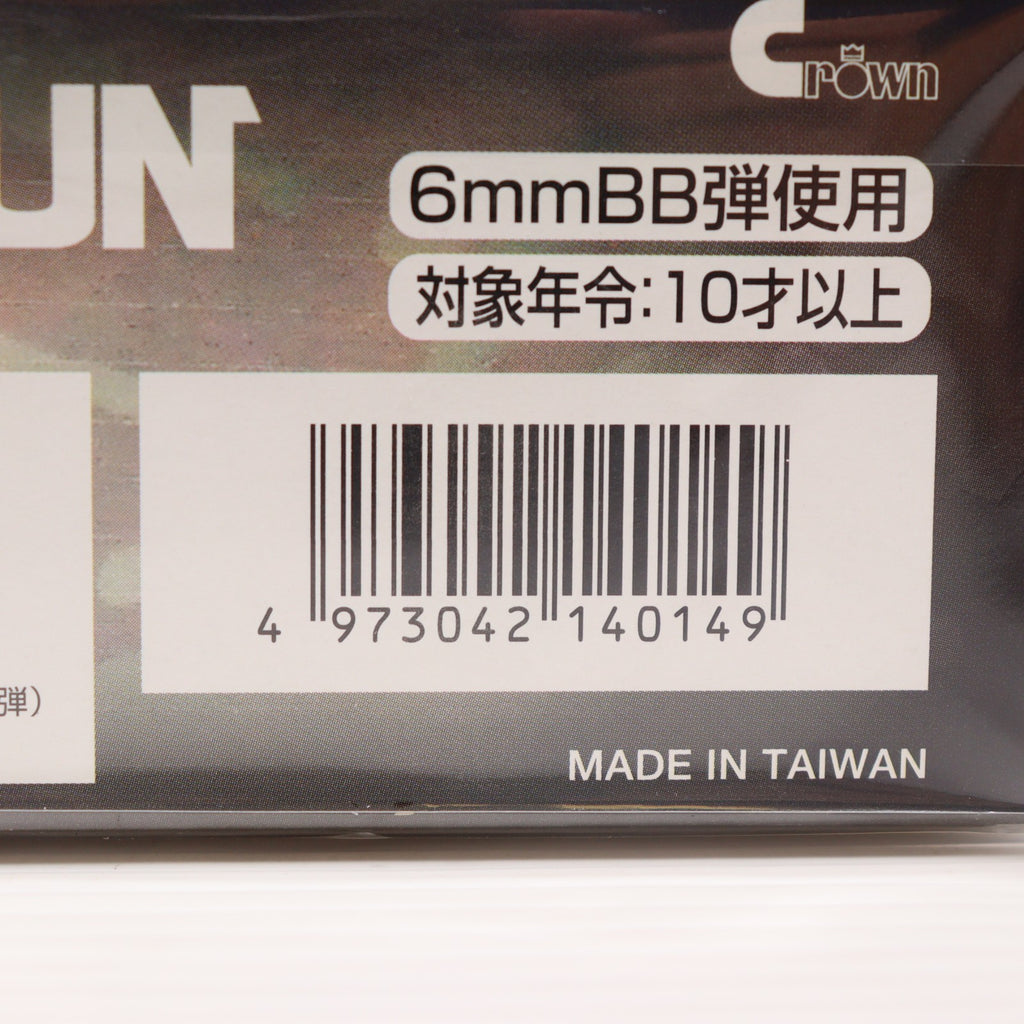 Crown
UN
6mmBB弾使用
対象年令:10才以上
4 973042 140149
弾)
MADE IN TAIWAN